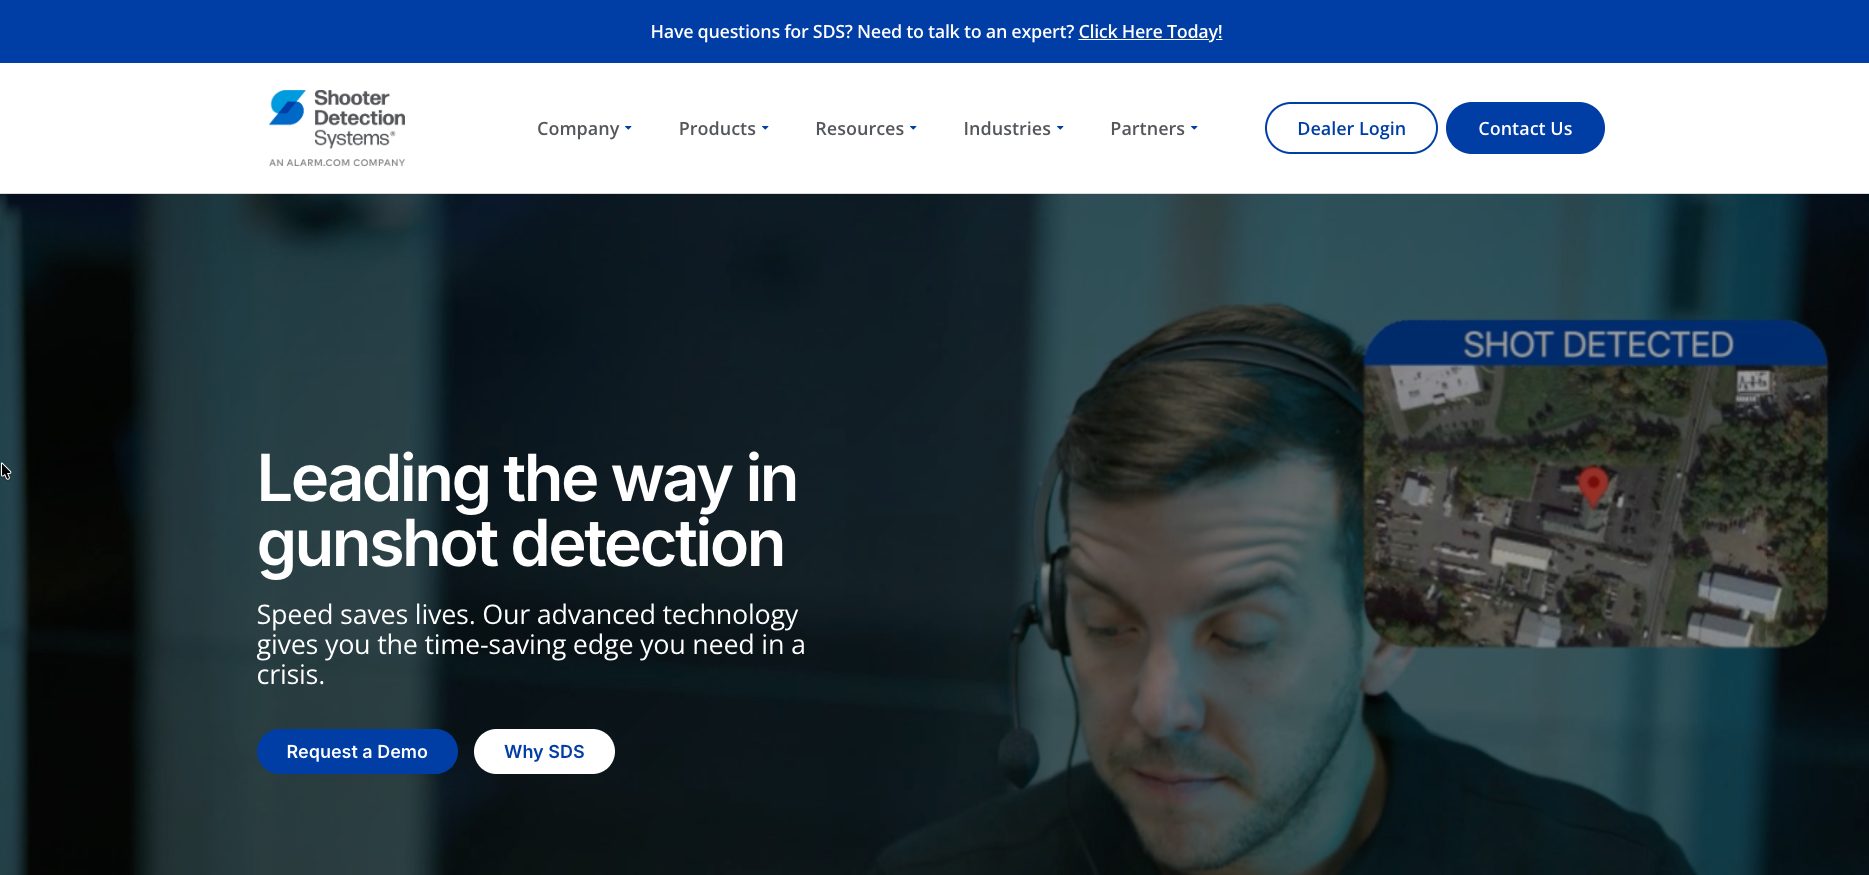 Have questions for SDS? Need to talk to an expert? Click Here Today!
Shooter
Detection
Systems®
AN ALARM.COM COMPANY
Company
Products
Resources
Industries
Partners
Dealer Login
Contact Us
SHOT DETECTED
Leading the way in
gunshot detection
Speed saves lives. Our advanced technology
gives you the time-saving edge you need in a
crisis.
Request a Demo
Why SDS